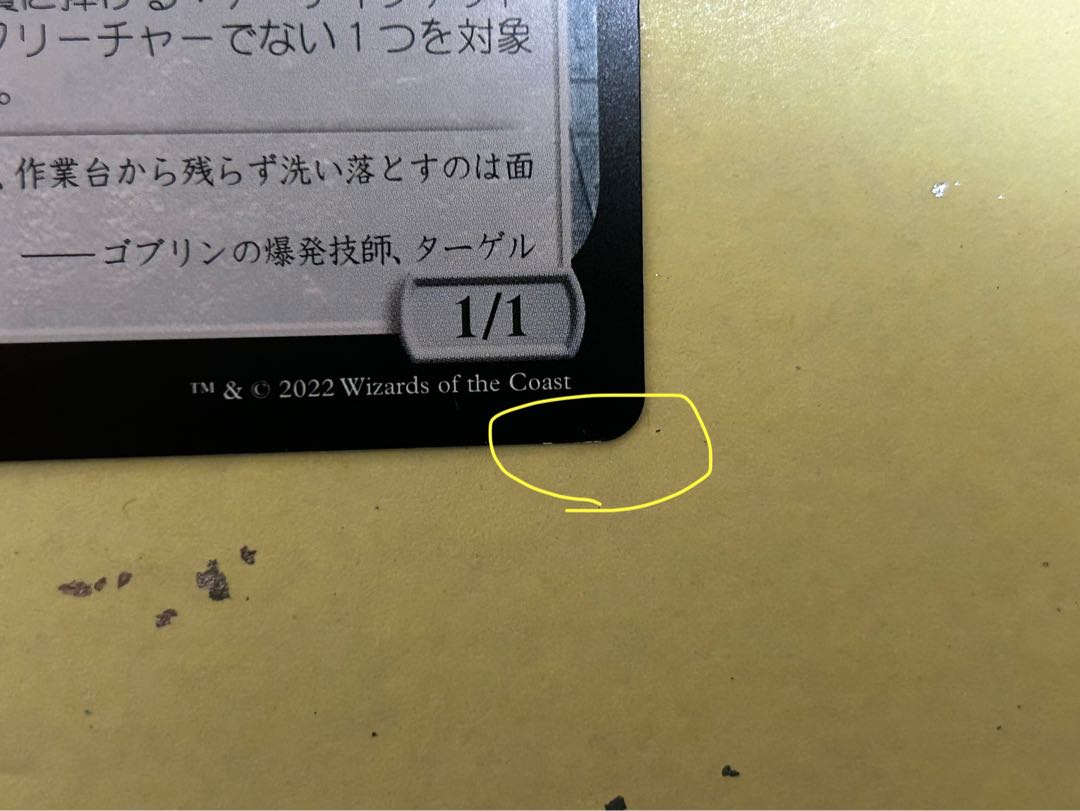 クリーチャーでない1つを対象
。
、作業台から残らず洗い落とすのは面
――ゴブリンの爆発技師、ターゲル
1/1
™ & © 2022 Wizards of the Coast